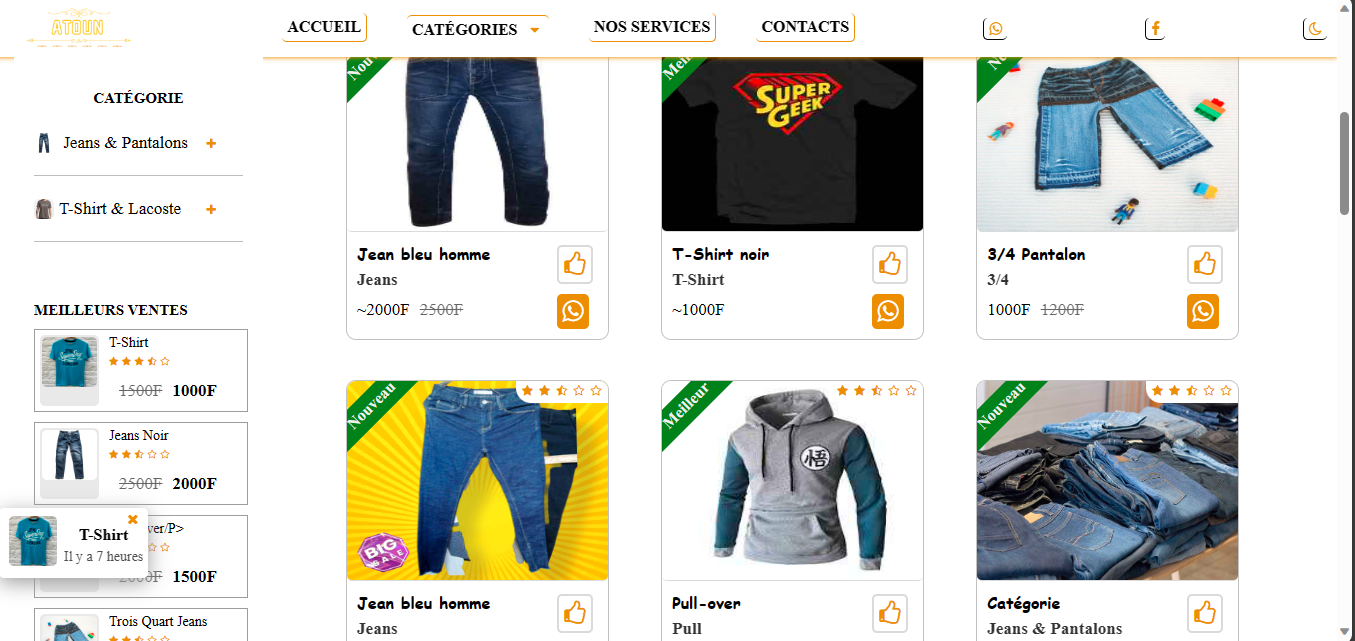 ATOUN
ACCUEIL
CATÉGORIES
NOS SERVICES
CONTACTS
CATÉGORIE
Jeans & Pantalons +
T-Shirt & Lacoste +
MEILLEURS VENTES
T-Shirt
1500F 1000F
Jeans Noir
2500F 2000F
ver/P>
2000F 1500F
Trois Quart Jeans
T-Shirt
Il y a 7 heures
Nou
Jean bleu homme
Jeans
~2000F 2500F
Meil
SUPER
GEEK
T-Shirt noir
T-Shirt
~1000F
No
3/4 Pantalon
3/4
1000F 1200F
Nouveau
BIG
SALE
Jean bleu homme
Jeans
Meilleur
悟
Pull-over
Pull
Nouveau
Catégorie
Jeans & Pantalons